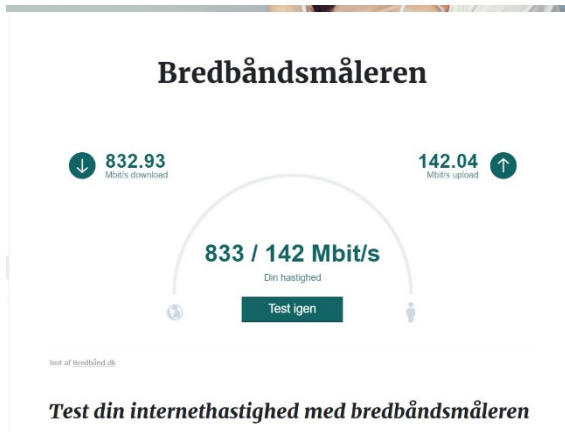 Bredbåndsmåleren
832.93
Mbit/s download
142.04
Mbit/s upload
833 / 142 Mbit/s
Din hastighed
Test igen
Test af Bredbånd.dk
Test din internethastighed med bredbåndsmåleren